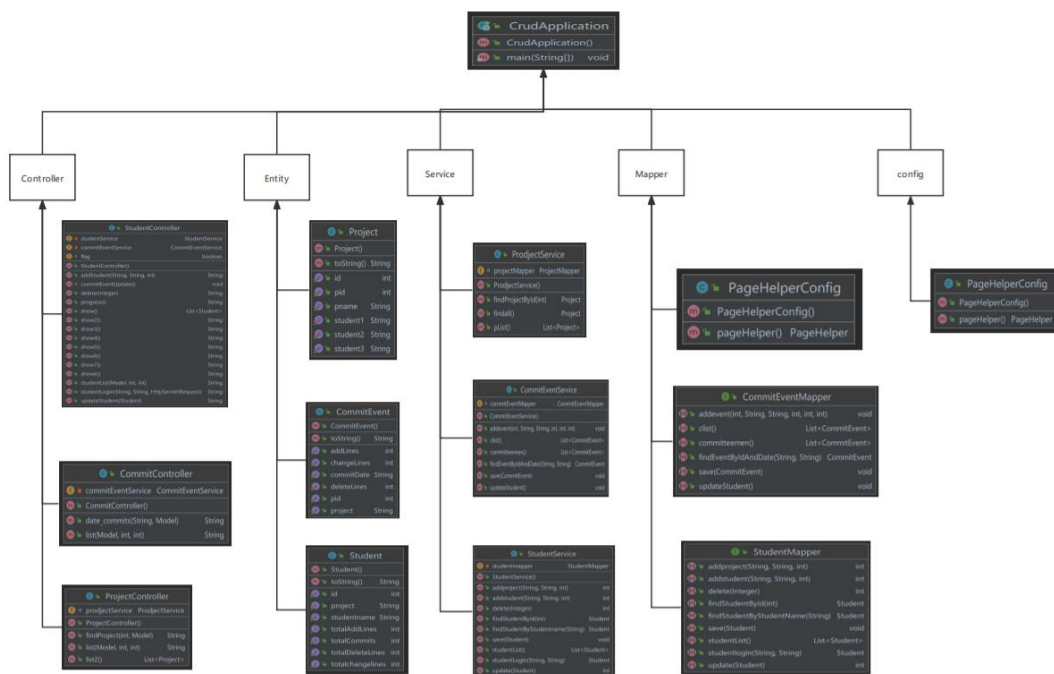 CrudApplication
CrudApplication()
main(String[]) void
Controller
Entity
Service
Mapper
config
StudentController
studentService StudentService
commitEventService CommitEventService
flag boolean
StudentController()
addStudent(String, String, int) String
commitEventUpdate() void
delete(Integer) String
progress() String
show() List<Student>
show2() String
show3() String
show4() String
show5() String
show6() String
show7() String
showe() String
studentList(Model, int, int) String
studentLogin(String, String, HttpServletRequest) String
updateStudent(Student) String
CommitController
commitEventService CommitEventService
CommitController()
date_commits(String, Model) String
list(Model, int, int) String
ProjectController
prodjectService ProdjectService
ProjectController()
findProject(int, Model) String
list(Model, int, int) String
list2() List<Project>
Project
Project()
toString() String
id int
pid int
pname String
student1 String
student2 String
student3 String
CommitEvent
CommitEvent()
toString() String
addLines int
changeLines int
commitDate String
deleteLines int
pid int
project String
Student
Student()
toString() String
id int
project String
studentname String
totalAddLines int
totalCommits int
totalDeleteLines int
totalchangelines int
ProdjectService
projectMapper ProjectMapper
ProdjectService()
findProjectById(int) Project
findall() Project
pList() List<Project>
CommitEventService
commitEventMapper CommitEventMapper
CommitEventService()
addevent(int, String, String, int, int, int) void
clist() List<CommitEvent>
committeemen() List<CommitEvent>
findEventByIdAndDate(String, String) CommitEvent
save(CommitEvent) void
updateStudent() void
StudentService
studentmapper StudentMapper
StudentService()
addproject(String, String, int) int
addstudent(String, String, int) int
delete(Integer) int
findStudentById(int) Student
findStudentByStudentname(String) Student
save(Student) void
studentList() List<Student>
studentLogin(String, String) Student
update(Student) int
PageHelperConfig
PageHelperConfig()
pageHelper() PageHelper
CommitEventMapper
addevent(int, String, String, int, int, int) void
clist() List<CommitEvent>
committeemen() List<CommitEvent>
findEventByIdAndDate(String, String) CommitEvent
save(CommitEvent) void
updateStudent() void
StudentMapper
addproject(String, String, int) int
addstudent(String, String, int) int
delete(Integer) int
findStudentById(int) Student
findStudentByStudentName(String) Student
save(Student) void
studentList() List<Student>
studentlogin(String, String) Student
update(Student) int
PageHelperConfig
PageHelperConfig()
pageHelper() PageHelper